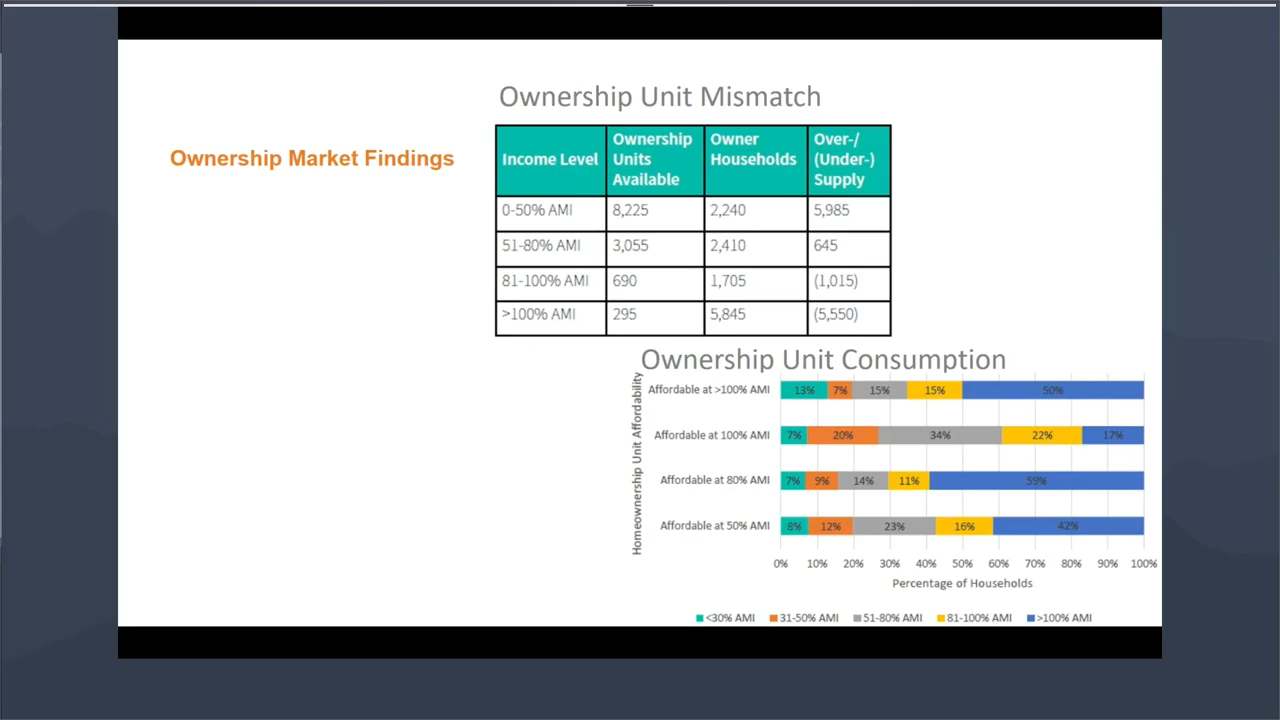 Ownership Market Findings
Ownership Unit Mismatch
Income Level
Ownership
Units
Available
Owner
Households
Over-/
(Under-)
Supply
0-50% AMI 8,225 2,240 5,985
51-80% AMI 3,055 2,410 645
81-100% AMI 690 1,705 (1,015)
>100% AMI 295 5,845 (5,550)
Ownership Unit Consumption
Homeownership Unit Affordability
Affordable at >100% AMI 13% 7% 15% 15% 50%
Affordable at 100% AMI 7% 20% 34% 22% 17%
Affordable at 80% AMI 7% 9% 14% 11% 59%
Affordable at 50% AMI 8% 12% 23% 16% 42%
0% 10% 20% 30% 40% 50% 60% 70% 80% 90% 100%
Percentage of Households
<30% AMI 31-50% AMI 51-80% AMI 81-100% AMI >100% AMI